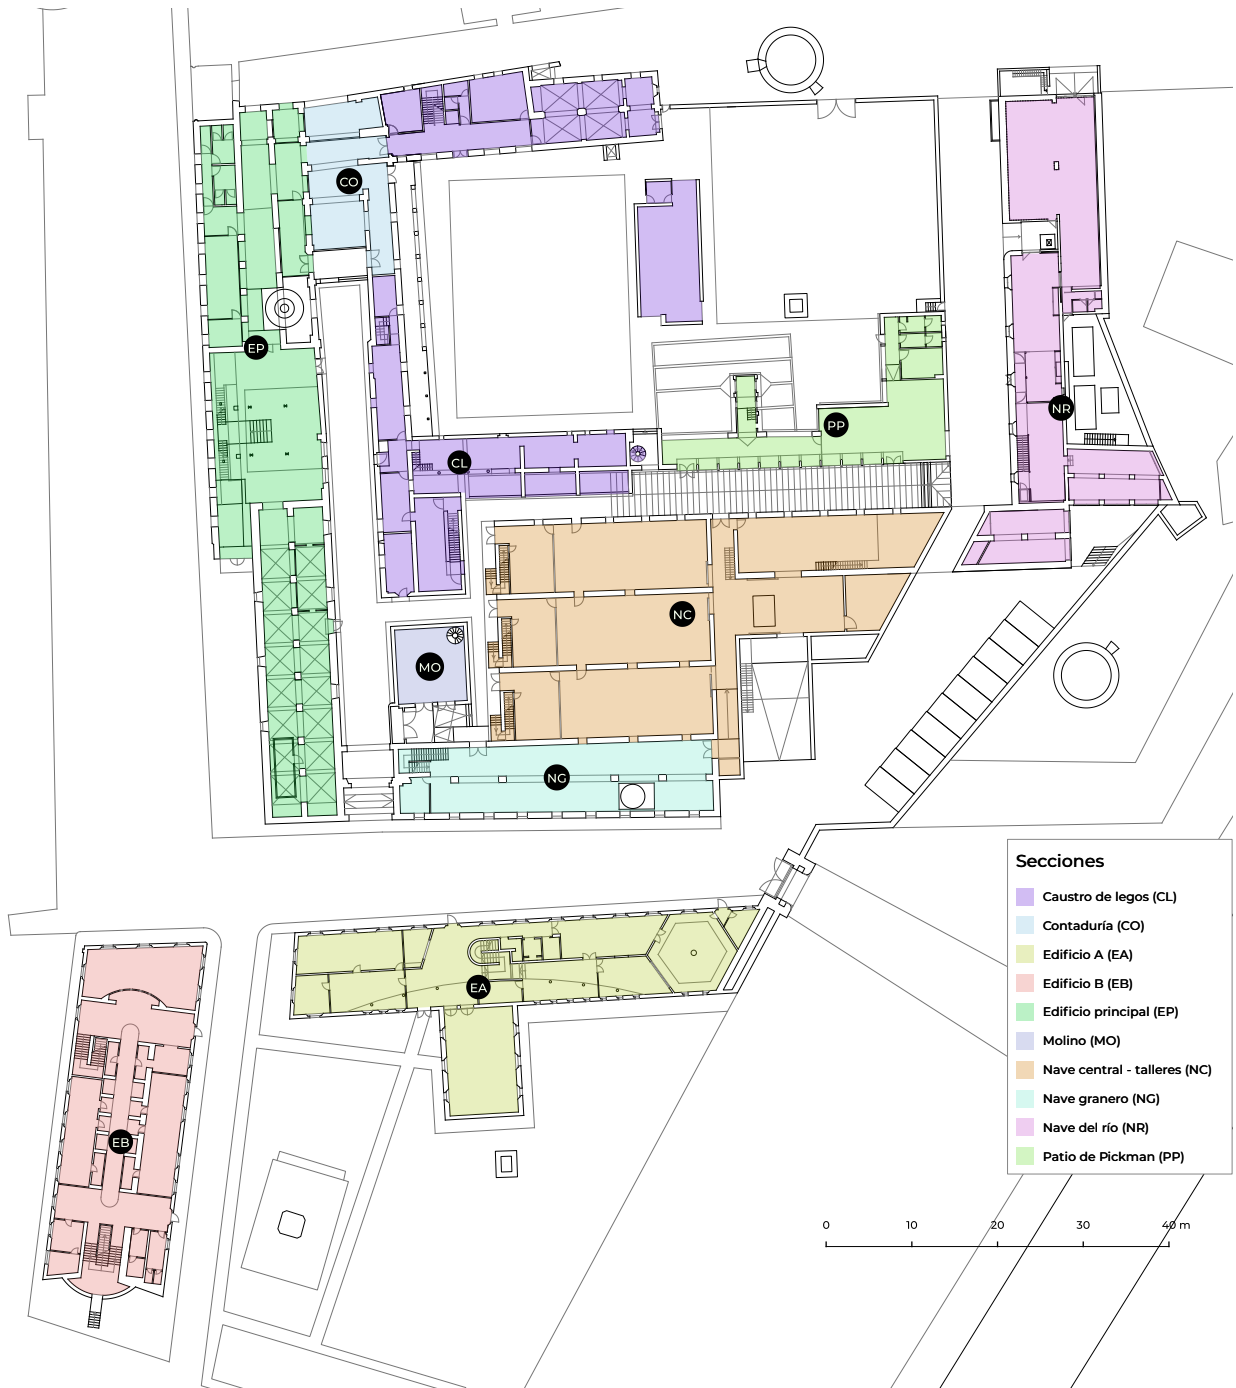 CO
EP
CL
PP
NR
NC
MO
NG
EA
EB
Secciones
Caustro de legos (CL)
Contaduría (CO)
Edificio A (EA)
Edificio B (EB)
Edificio principal (EP)
Molino (MO)
Nave central - talleres (NC)
Nave granero (NG)
Nave del río (NR)
Patio de Pickman (PP)
0 10 20 30 40 m